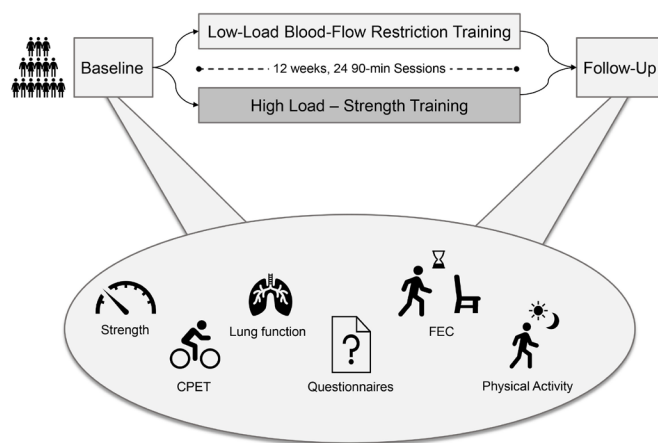 Low-Load Blood-Flow Restriction Training
Baseline
12 weeks, 24 90-min Sessions
Follow-Up
High Load – Strength Training
Strength
Lung function
FEC
CPET
?
Questionnaires
Physical Activity